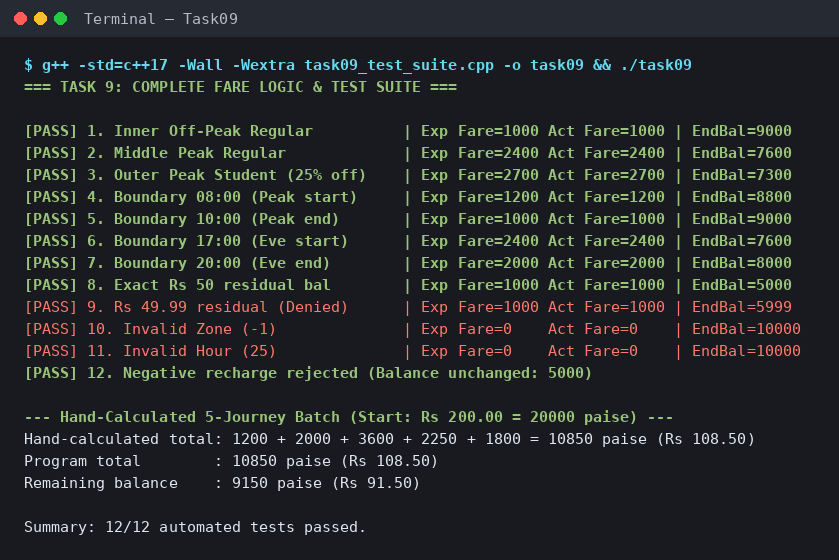 Terminal — Task09
$ g++ -std=c++17 -Wall -Wextra task09_test_suite.cpp -o task09 && ./task09
=== TASK 9: COMPLETE FARE LOGIC & TEST SUITE ===
[PASS] 1. Inner Off-Peak Regular          | Exp Fare=1000 Act Fare=1000 | EndBal=9000
[PASS] 2. Middle Peak Regular             | Exp Fare=2400 Act Fare=2400 | EndBal=7600
[PASS] 3. Outer Peak Student (25% off)    | Exp Fare=2700 Act Fare=2700 | EndBal=7300
[PASS] 4. Boundary 08:00 (Peak start)     | Exp Fare=1200 Act Fare=1200 | EndBal=8800
[PASS] 5. Boundary 10:00 (Peak end)       | Exp Fare=1000 Act Fare=1000 | EndBal=9000
[PASS] 6. Boundary 17:00 (Eve start)      | Exp Fare=2400 Act Fare=2400 | EndBal=7600
[PASS] 7. Boundary 20:00 (Eve end)        | Exp Fare=2000 Act Fare=2000 | EndBal=8000
[PASS] 8. Exact Rs 50 residual bal        | Exp Fare=1000 Act Fare=1000 | EndBal=5000
[PASS] 9. Rs 49.99 residual (Denied)      | Exp Fare=1000 Act Fare=1000 | EndBal=5999
[PASS] 10. Invalid Zone (-1)              | Exp Fare=0    Act Fare=0    | EndBal=10000
[PASS] 11. Invalid Hour (25)              | Exp Fare=0    Act Fare=0    | EndBal=10000
[PASS] 12. Negative recharge rejected (Balance unchanged: 5000)
--- Hand-Calculated 5-Journey Batch (Start: Rs 200.00 = 20000 paise) ---
Hand-calculated total: 1200 + 2000 + 3600 + 2250 + 1800 = 10850 paise (Rs 108.50)
Program total        : 10850 paise (Rs 108.50)
Remaining balance    : 9150 paise (Rs 91.50)
Summary: 12/12 automated tests passed.